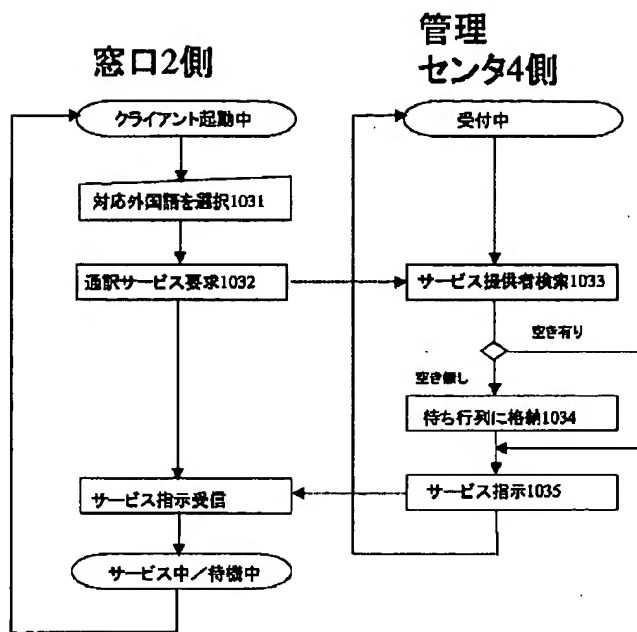 窓口2側
管理
センタ4側
クライアント起動中
受付中
対応外国語を選択1031
通訳サービス要求1032
サービス提供者検索1033
空き有り
空き無し
待ち行列に格納1034
サービス指示受信
サービス指示1035
サービス中/待機中